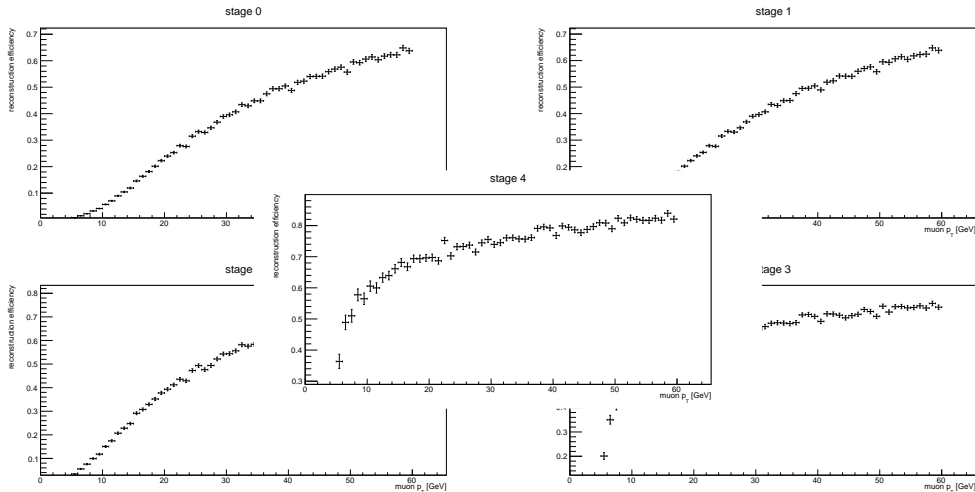 stage 0
reconstruction efficiency
0.7
0.6
0.5
0.4
0.3
0.2
0.1
0 10 20
stage 1
reconstruction efficiency
0.7
0.6
0.5
0.4
0.3
0.2
40 50 60
muon p_T [GeV]
stage 4
reconstruction efficiency
0.8
0.7
0.6
0.5
0.4
0.3
0 10 20 30 40 50 60
muon p_T [GeV]
stage
reconstruction efficiency
0.8
0.7
0.6
0.5
0.4
0.3
0.2
0.1
0 10 20 30 40 50 60
muon p [GeV]
tage 3
0.2
0 10 20 30 40 50 60
muon p [GeV]